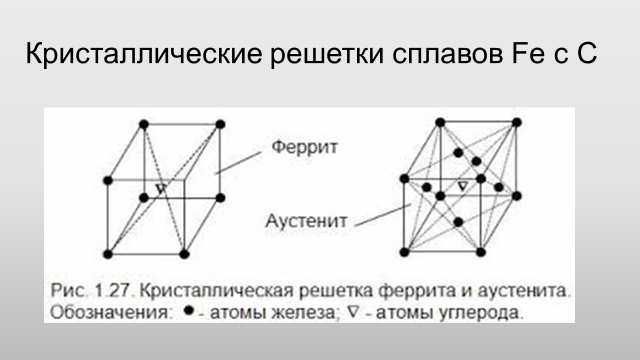 Кристаллические решетки сплавов Fe с C
Феррит
Аустенит
Рис. 1.27. Кристаллическая решетка феррита и аустенита.
Обозначения: ● - атомы железа; ∇ - атомы углерода.